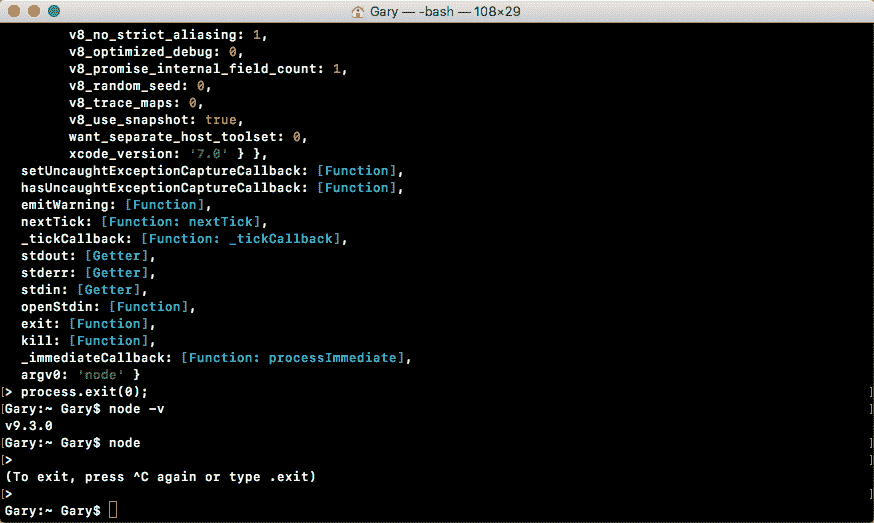 Gary — -bash — 108×29
v8_no_strict_aliasing: 1,
v8_optimized_debug: 0,
v8_promise_internal_field_count: 1,
v8_random_seed: 0,
v8_trace_maps: 0,
v8_use_snapshot: true,
want_separate_host_toolset: 0,
xcode_version: '7.0' } },
setUncaughtExceptionCaptureCallback: [Function],
hasUncaughtExceptionCaptureCallback: [Function],
emitWarning: [Function],
nextTick: [Function: nextTick],
_tickCallback: [Function: _tickCallback],
stdout: [Getter],
stderr: [Getter],
stdin: [Getter],
openStdin: [Function],
exit: [Function],
kill: [Function],
_immediateCallback: [Function: processImmediate],
argv0: 'node' }
[> process.exit(0); ]
[Gary:~ Gary$ node -v ]
v9.3.0
[Gary:~ Gary$ node ]
[> ]
(To exit, press ^C again or type .exit)
[> ]
Gary:~ Gary$